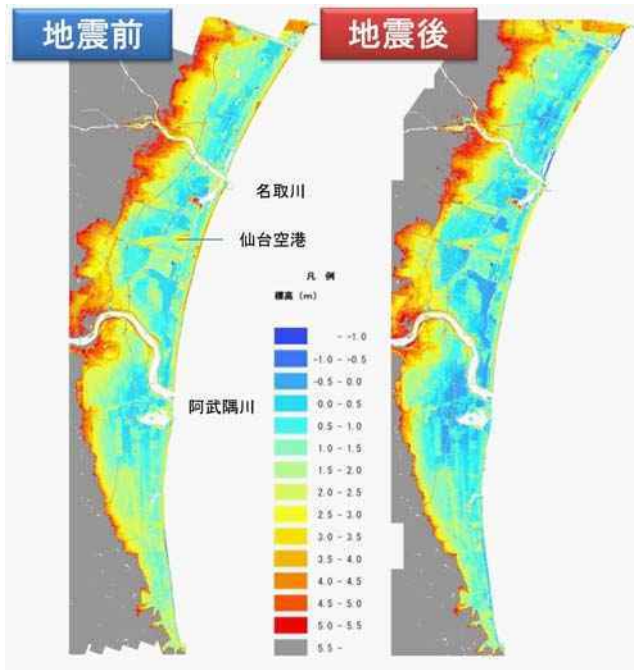 地震前
地震後
名取川
仙台空港
凡 例
標高 (m)
- -1.0
-1.0 - -0.5
-0.5 - 0.0
0.0 - 0.5
阿武隈川
0.5 - 1.0
1.0 - 1.5
1.5 - 2.0
2.0 - 2.5
2.5 - 3.0
3.0 - 3.5
3.5 - 4.0
4.0 - 4.5
4.5 - 5.0
5.0 - 5.5
5.5 -